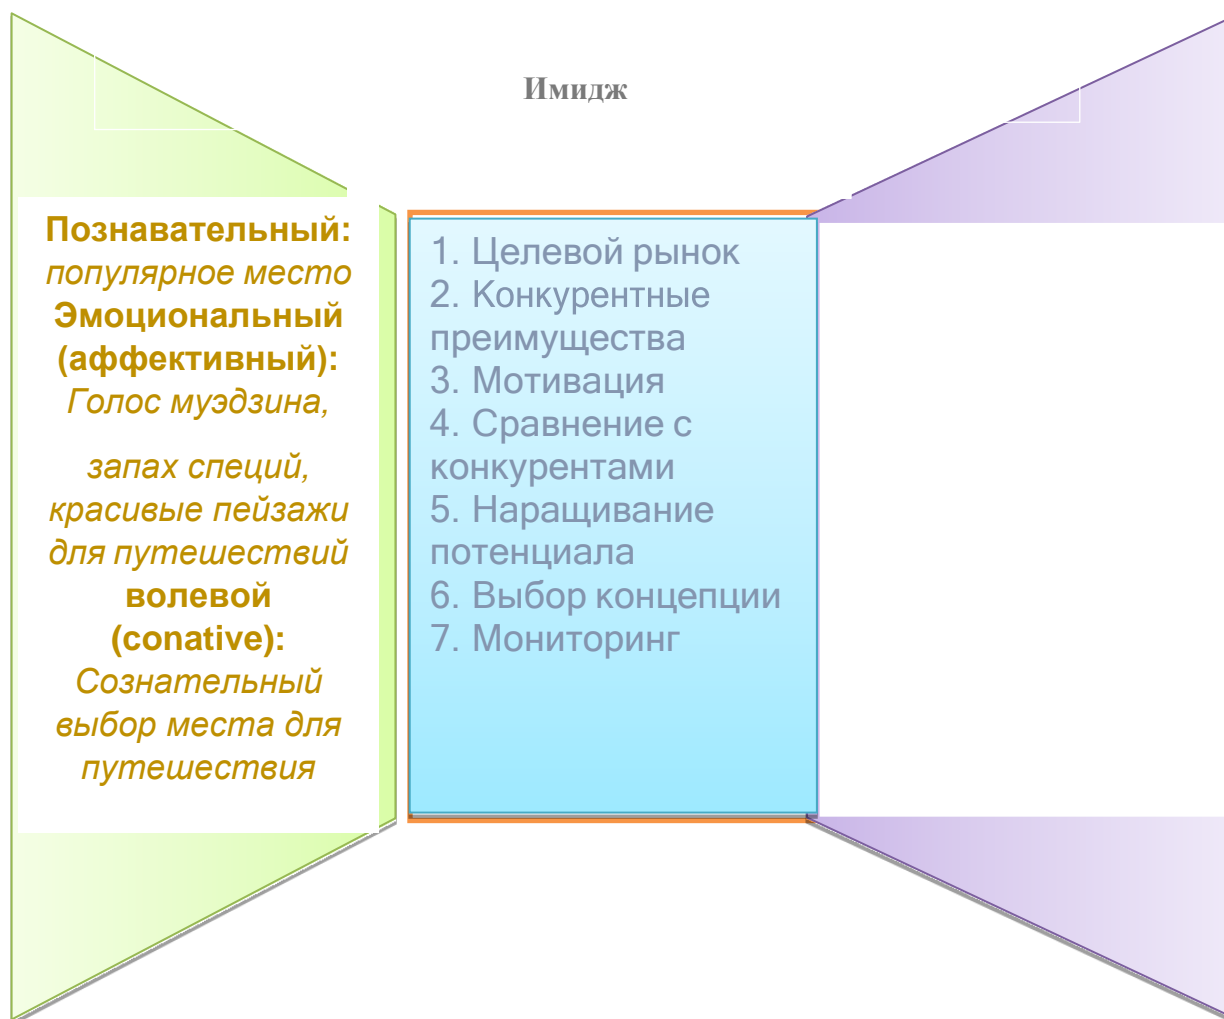 Имидж
Познавательный:
популярное место
Эмоциональный
(аффективный):
Голос муэдзина,
запах специй,
красивые пейзажи
для путешествий
волевой
(conative):
Сознательный
выбор места для
путешествия
1. Целевой рынок
2. Конкурентные
преимущества
3. Мотивация
4. Сравнение с
конкурентами
5. Наращивание
потенциала
6. Выбор концепции
7. Мониторинг